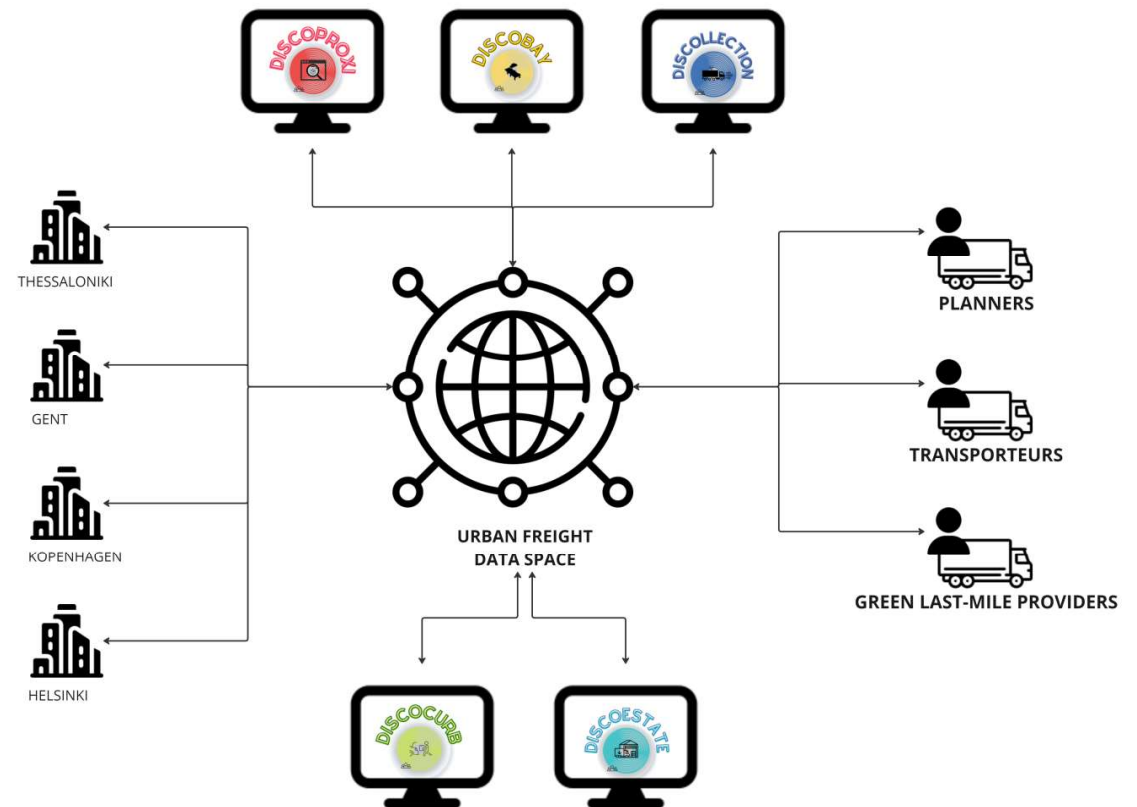 DISCOPROXI
DISCOBAY
DISCOLLECTION
THESSALONIKI
GENT
KOPENHAGEN
HELSINKI
URBAN FREIGHT
DATA SPACE
PLANNERS
TRANSPORTEURS
GREEN LAST-MILE PROVIDERS
DISCOCURB
DISCOESTATE